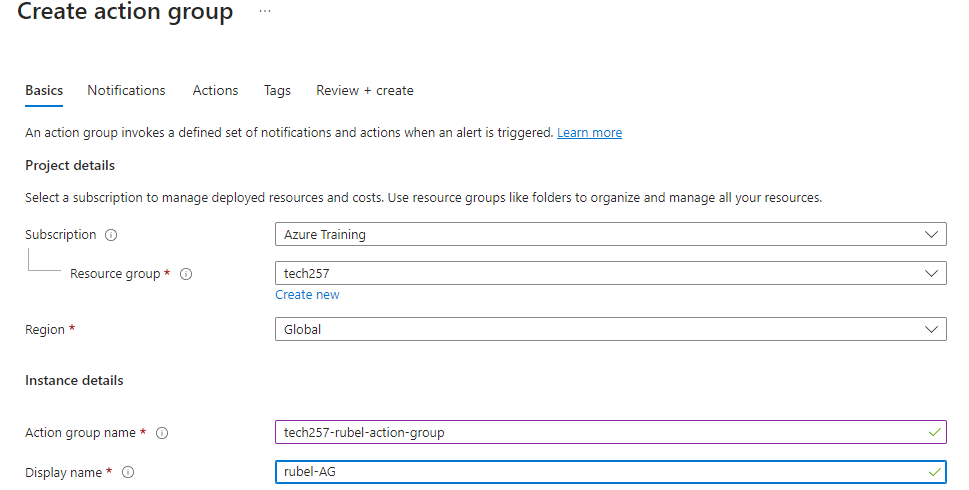 Create action group ...
Basics Notifications Actions Tags Review + create
An action group invokes a defined set of notifications and actions when an alert is triggered. Learn more
Project details
Select a subscription to manage deployed resources and costs. Use resource groups like folders to organize and manage all your resources.
Subscription Azure Training
Resource group * tech257
Create new
Region * Global
Instance details
Action group name * tech257-rubel-action-group
Display name * rubel-AG